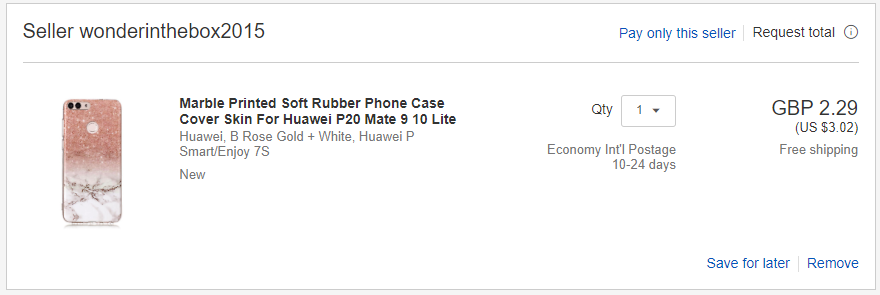 Seller wonderinthebox2015
Pay only this seller
Request total
Marble Printed Soft Rubber Phone Case
Cover Skin For Huawei P20 Mate 9 10 Lite
Huawei, B Rose Gold + White, Huawei P
Smart/Enjoy 7S
New
Qty 1
Economy Int'l Postage
10-24 days
GBP 2.29
(US $3.02)
Free shipping
Save for later
Remove